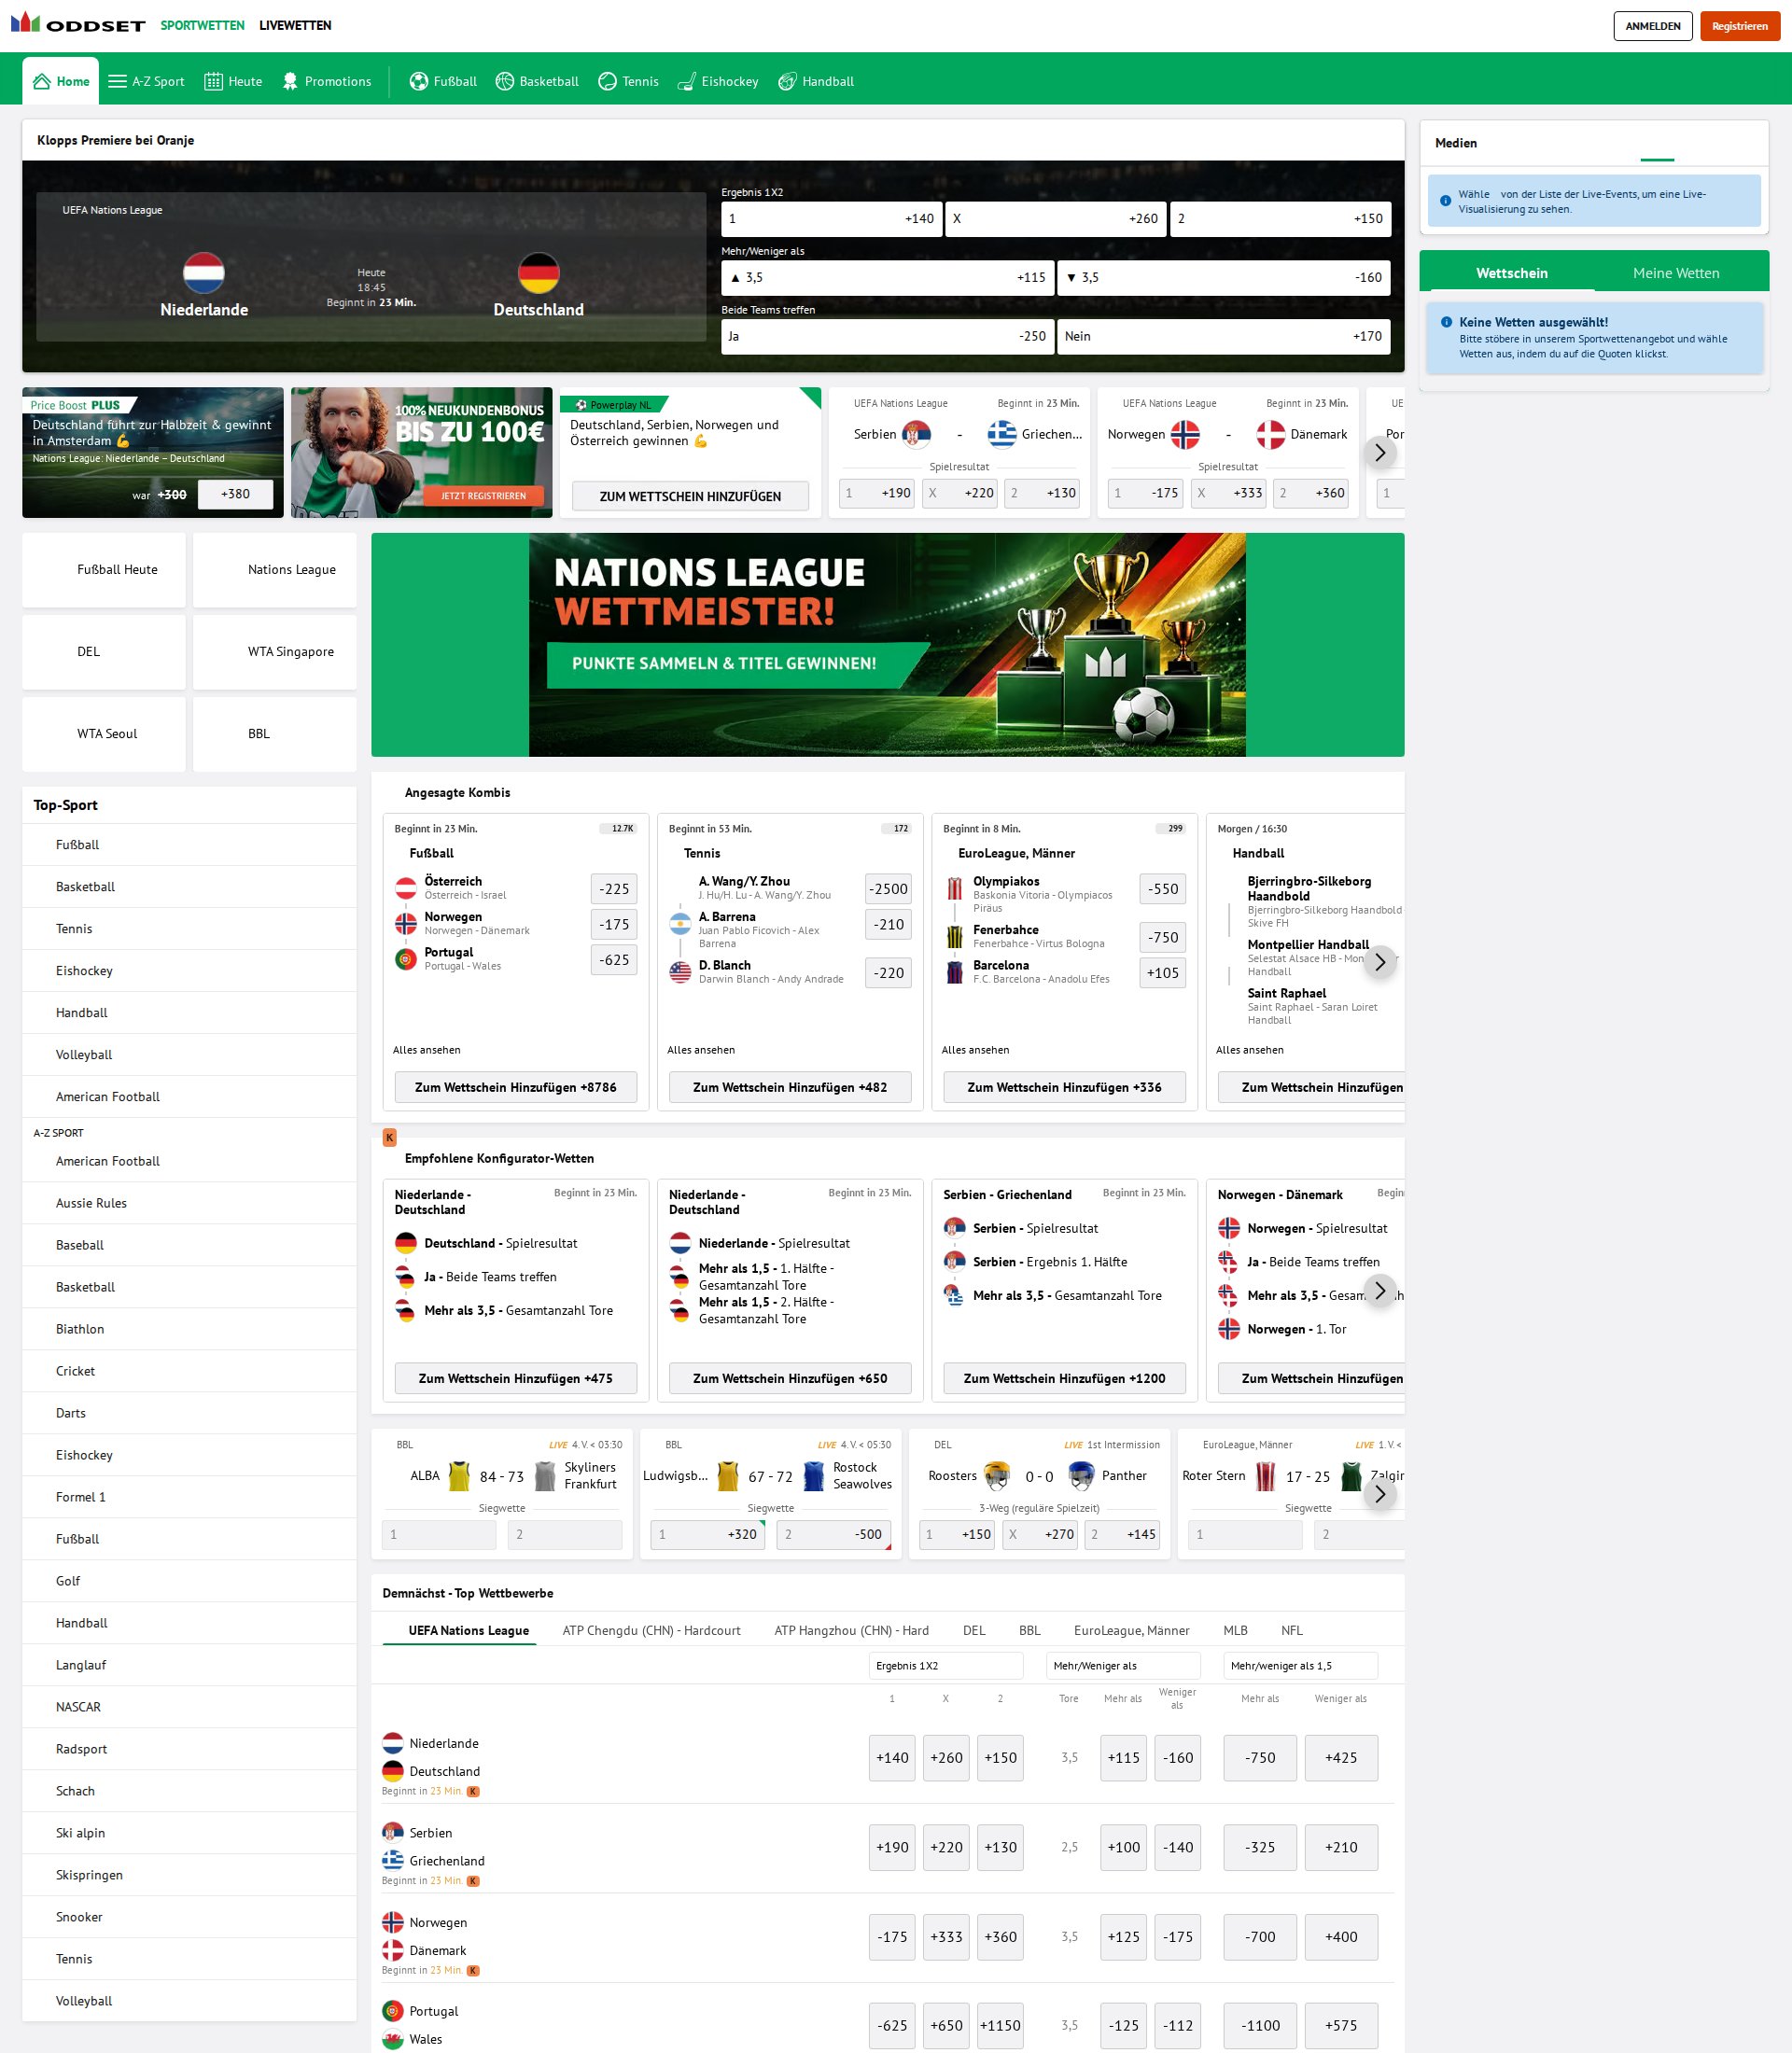 ODDSET SPORTWETTEN LIVEWETTEN ANMELDEN Registrieren
Home A-Z Sport Heute Promotions Fußball Basketball Tennis Eishockey Handball
Klopps Premiere bei Oranje
UEFA Nations League
Niederlande
Heute
18:45
Beginnt in 23 Min.
Deutschland
Ergebnis 1X2
1 +140 X +260 2 +150
Mehr/Weniger als
▲ 3,5 +115 ▼ 3,5 -160
Beide Teams treffen
Ja -250 Nein +170
Medien
Wähle von der Liste der Live-Events, um eine Live-
Visualisierung zu sehen.
Wettschein Meine Wetten
Keine Wetten ausgewählt!
Bitte stöbere in unserem Sportwettenangebot und wähle
Wetten aus, indem du auf die Quoten klickst.
Price Boost PLUS
Deutschland führt zur Halbzeit & gewinnt
in Amsterdam 💪
Nations League: Niederlande – Deutschland
war +300 +380
100% NEUKUNDENBONUS
BIS ZU 100€
JETZT REGISTRIEREN
Powerplay NL
Deutschland, Serbien, Norwegen und
Österreich gewinnen 💪
ZUM WETTSCHEIN HINZUFÜGEN
UEFA Nations League Beginnt in 23 Min.
Serbien - Griechen...
Spielresultat
1 +190 X +220 2 +130
UEFA Nations League Beginnt in 23 Min.
Norwegen - Dänemark
Spielresultat
1 -175 X +333 2 +360
UE
Por
1
Fußball Heute
Nations League
DEL
WTA Singapore
WTA Seoul
BBL
NATIONS LEAGUE
WETTMEISTER!
PUNKTE SAMMELN & TITEL GEWINNEN!
Top-Sport
Fußball
Basketball
Tennis
Eishockey
Handball
Volleyball
American Football
A-Z SPORT
American Football
Aussie Rules
Baseball
Basketball
Biathlon
Cricket
Darts
Eishockey
Formel 1
Fußball
Golf
Handball
Langlauf
NASCAR
Radsport
Schach
Ski alpin
Skispringen
Snooker
Tennis
Volleyball
Angesagte Kombis
Beginnt in 23 Min. 12.7K
Fußball
Österreich
Österreich - Israel
-225
Norwegen
Norwegen - Dänemark
-175
Portugal
Portugal - Wales
-625
Alles ansehen
Zum Wettschein Hinzufügen +8786
Beginnt in 53 Min. 172
Tennis
A. Wang/Y. Zhou
J. Hu/H. Lu - A. Wang/Y. Zhou
-2500
A. Barrena
Juan Pablo Ficovich - Alex
Barrena
-210
D. Blanch
Darwin Blanch - Andy Andrade
-220
Alles ansehen
Zum Wettschein Hinzufügen +482
Beginnt in 8 Min. 299
EuroLeague, Männer
Olympiakos
Baskonia Vitoria - Olympiacos
Piräus
-550
Fenerbahce
Fenerbahce - Virtus Bologna
-750
Barcelona
F.C. Barcelona - Anadolu Efes
+105
Alles ansehen
Zum Wettschein Hinzufügen +336
Morgen / 16:30
Handball
Bjerringbro-Silkeborg
Haandbold
Bjerringbro-Silkeborg Haandbold -
Skive FH
Montpellier Handball
Selestat Alsace HB - Mon
Handball
Saint Raphael
Saint Raphael - Saran Loiret
Handball
Alles ansehen
Zum Wettschein Hinzufügen
K
Empfohlene Konfigurator-Wetten
Niederlande -
Deutschland
Beginnt in 23 Min.
Deutschland - Spielresultat
Ja - Beide Teams treffen
Mehr als 3,5 - Gesamtanzahl Tore
Zum Wettschein Hinzufügen +475
Niederlande -
Deutschland
Beginnt in 23 Min.
Niederlande - Spielresultat
Mehr als 1,5 - 1. Hälfte -
Gesamtanzahl Tore
Mehr als 1,5 - 2. Hälfte -
Gesamtanzahl Tore
Zum Wettschein Hinzufügen +650
Serbien - Griechenland Beginnt in 23 Min.
Serbien - Spielresultat
Serbien - Ergebnis 1. Hälfte
Mehr als 3,5 - Gesamtanzahl Tore
Zum Wettschein Hinzufügen +1200
Norwegen - Dänemark Begin
Norwegen - Spielresultat
Ja - Beide Teams treffen
Mehr als 3,5 - Gesam
Norwegen - 1. Tor
Zum Wettschein Hinzufügen
BBL LIVE 4. V. < 03:30
ALBA 84 - 73 Skyliners
Frankfurt
Siegwette
1 2
BBL LIVE 4. V. < 05:30
Ludwigsb... 67 - 72 Rostock
Seawolves
Siegwette
1 +320 2 -500
DEL LIVE 1st Intermission
Roosters 0 - 0 Panther
3-Weg (reguläre Spielzeit)
1 +150 X +270 2 +145
EuroLeague, Männer LIVE 1. V. <
Roter Stern 17 - 25 Zalgir
Siegwette
1 2
Demnächst - Top Wettbewerbe
UEFA Nations League ATP Chengdu (CHN) - Hardcourt ATP Hangzhou (CHN) - Hard DEL BBL EuroLeague, Männer MLB NFL
Ergebnis 1X2 Mehr/Weniger als Mehr/weniger als 1,5
1 X 2 Tore Mehr als Weniger
als Mehr als Weniger als
Niederlande
Deutschland
Beginnt in 23 Min. K
+140 +260 +150 3,5 +115 -160 -750 +425
Serbien
Griechenland
Beginnt in 23 Min. K
+190 +220 +130 2,5 +100 -140 -325 +210
Norwegen
Dänemark
Beginnt in 23 Min. K
-175 +333 +360 3,5 +125 -175 -700 +400
Portugal
Wales
-625 +650 +1150 3,5 -125 -112 -1100 +575